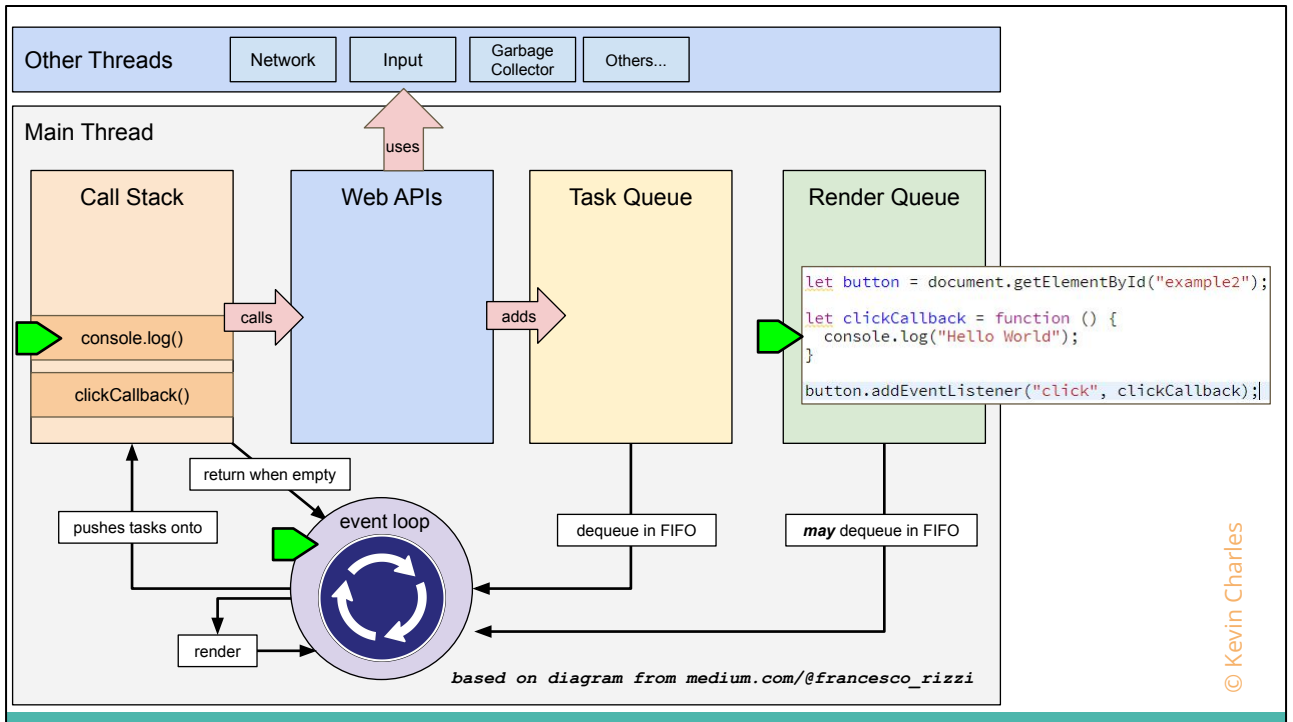 Other Threads
Network
Input
Garbage
Collector
Others...
uses
Main Thread
Call Stack
Web APIs
Task Queue
Render Queue
calls
adds
console.log()
clickCallback()
let button = document.getElementById("example2");
let clickCallback = function () {
console.log("Hello World");
}
button.addEventListener("click", clickCallback);
return when empty
pushes tasks onto
event loop
dequeue in FIFO
may dequeue in FIFO
render
based on diagram from medium.com/@francesco_rizzi
© Kevin Charles